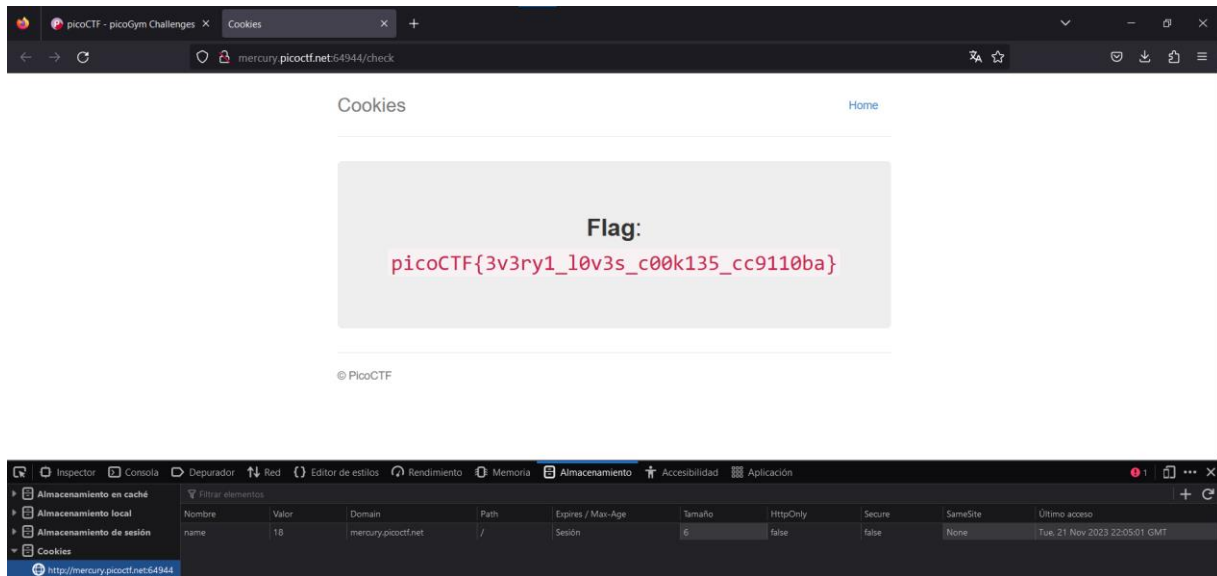 picoCTF - picoGym Challenges × Cookies × +
mercury.picoctf.net:64944/check
Cookies Home
Flag:
picoCTF{3v3ry1_l0v3s_c00k135_cc9110ba}
© PicoCTF
Inspector Consola Depurador Red Editor de estilos Rendimiento Memoria Almacenamiento Accesibilidad Aplicación 1
Almacenamiento en caché Filtrar elementos
Almacenamiento local Nombre Valor Domain Path Expires / Max-Age Tamaño HttpOnly Secure SameSite Último acceso
Almacenamiento de sesión name 18 mercury.picoctf.net / Sesión 6 false false None Tue, 21 Nov 2023 22:05:01 GMT
Cookies
http://mercury.picoctf.net:64944